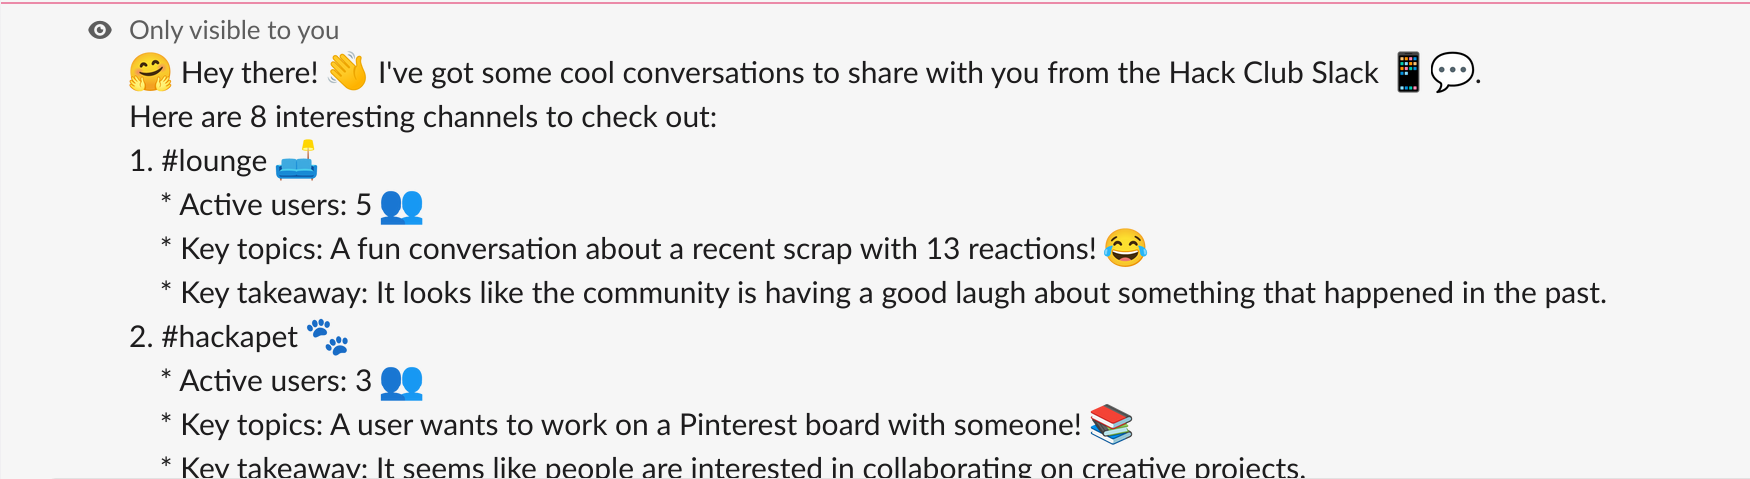 Only visible to you
🤗 Hey there! 👋 I've got some cool conversations to share with you from the Hack Club Slack 📱💬.
Here are 8 interesting channels to check out:
1. #lounge 🛋️
* Active users: 5 👥
* Key topics: A fun conversation about a recent scrap with 13 reactions! 😂
* Key takeaway: It looks like the community is having a good laugh about something that happened in the past.
2. #hackapet 🐾
* Active users: 3 👥
* Key topics: A user wants to work on a Pinterest board with someone! 📚
* Key takeaway: It seems like people are interested in collaborating on creative projects.